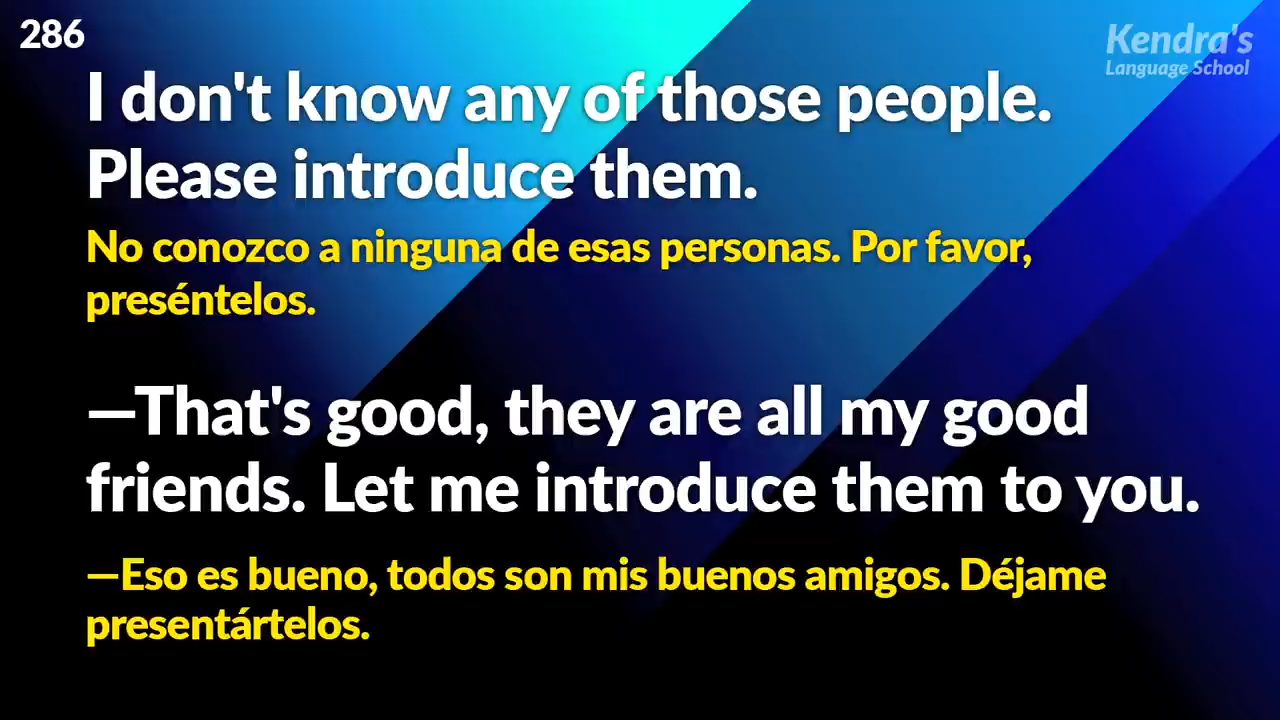 286
Kendra's
Language School
I don't know any of those people.
Please introduce them.
No conozco a ninguna de esas personas. Por favor,
preséntelos.
—That's good, they are all my good
friends. Let me introduce them to you.
—Eso es bueno, todos son mis buenos amigos. Déjame
presentártelos.